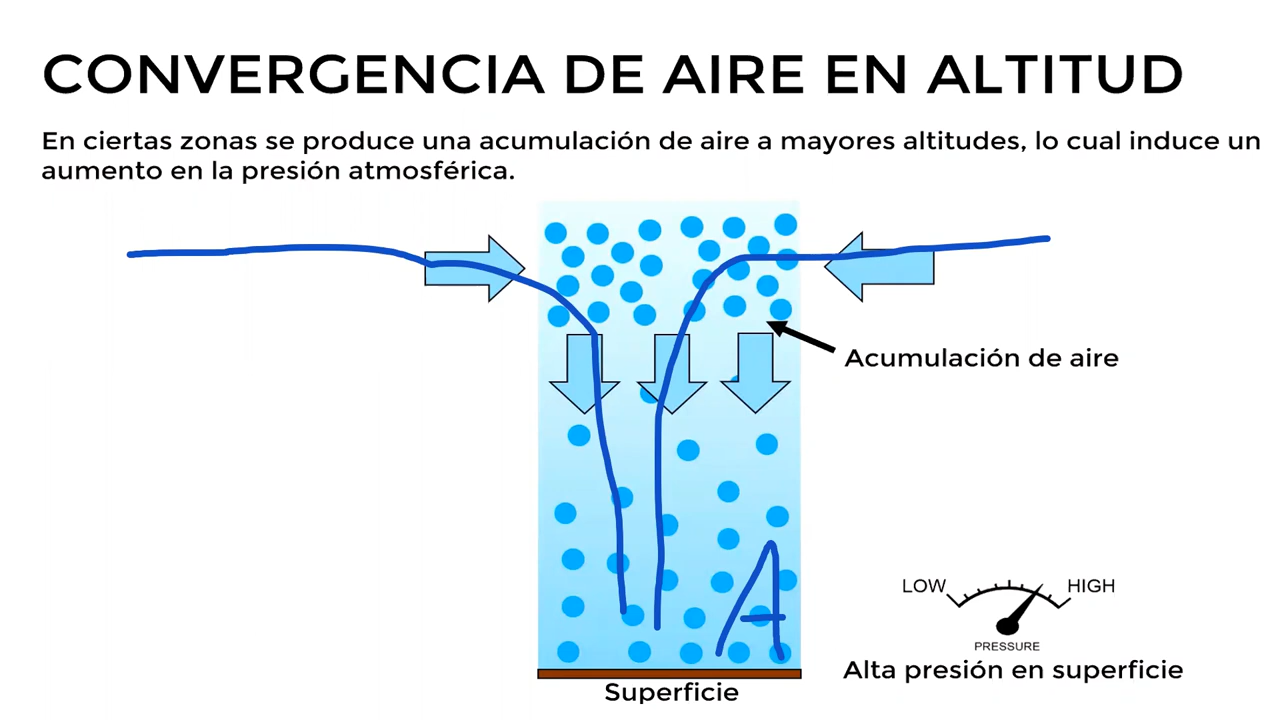 CONVERGENCIA DE AIRE EN ALTITUD
En ciertas zonas se produce una acumulación de aire a mayores altitudes, lo cual induce un
aumento en la presión atmosférica.
Acumulación de aire
A
LOW
HIGH
PRESSURE
Alta presión en superficie
Superficie